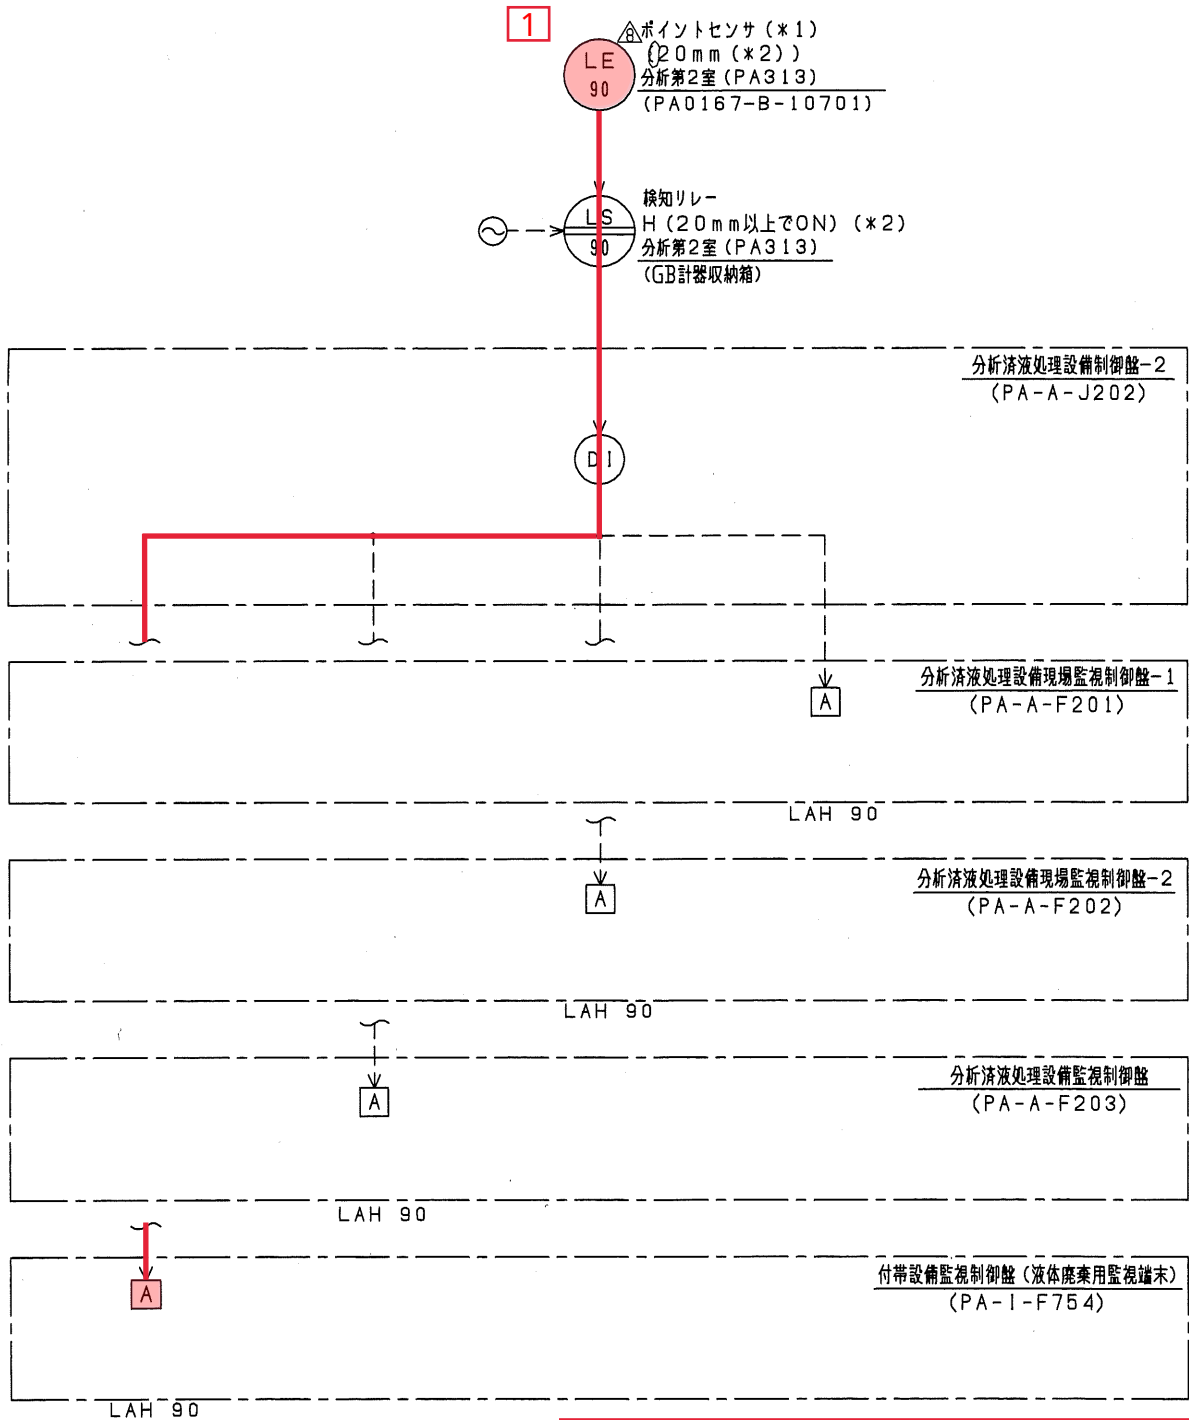 1
8
ポイントセンサ(*1)
LE
90
(20mm(*2))
分析第2室(PA313)
(PA0167-B-10701)
LS
90
検知リレー
H(20mm以上でON)(*2)
分析第2室(PA313)
(GB計器収納箱)
分析済液処理設備制御盤-2
(PA-A-J202)
DI
分析済液処理設備現場監視制御盤-1
(PA-A-F201)
A
LAH 90
分析済液処理設備現場監視制御盤-2
(PA-A-F202)
A
LAH 90
分析済液処理設備監視制御盤
(PA-A-F203)
A
LAH 90
付帯設備監視制御盤(液体廃棄用監視端末)
(PA-I-F754)
A
LAH 90